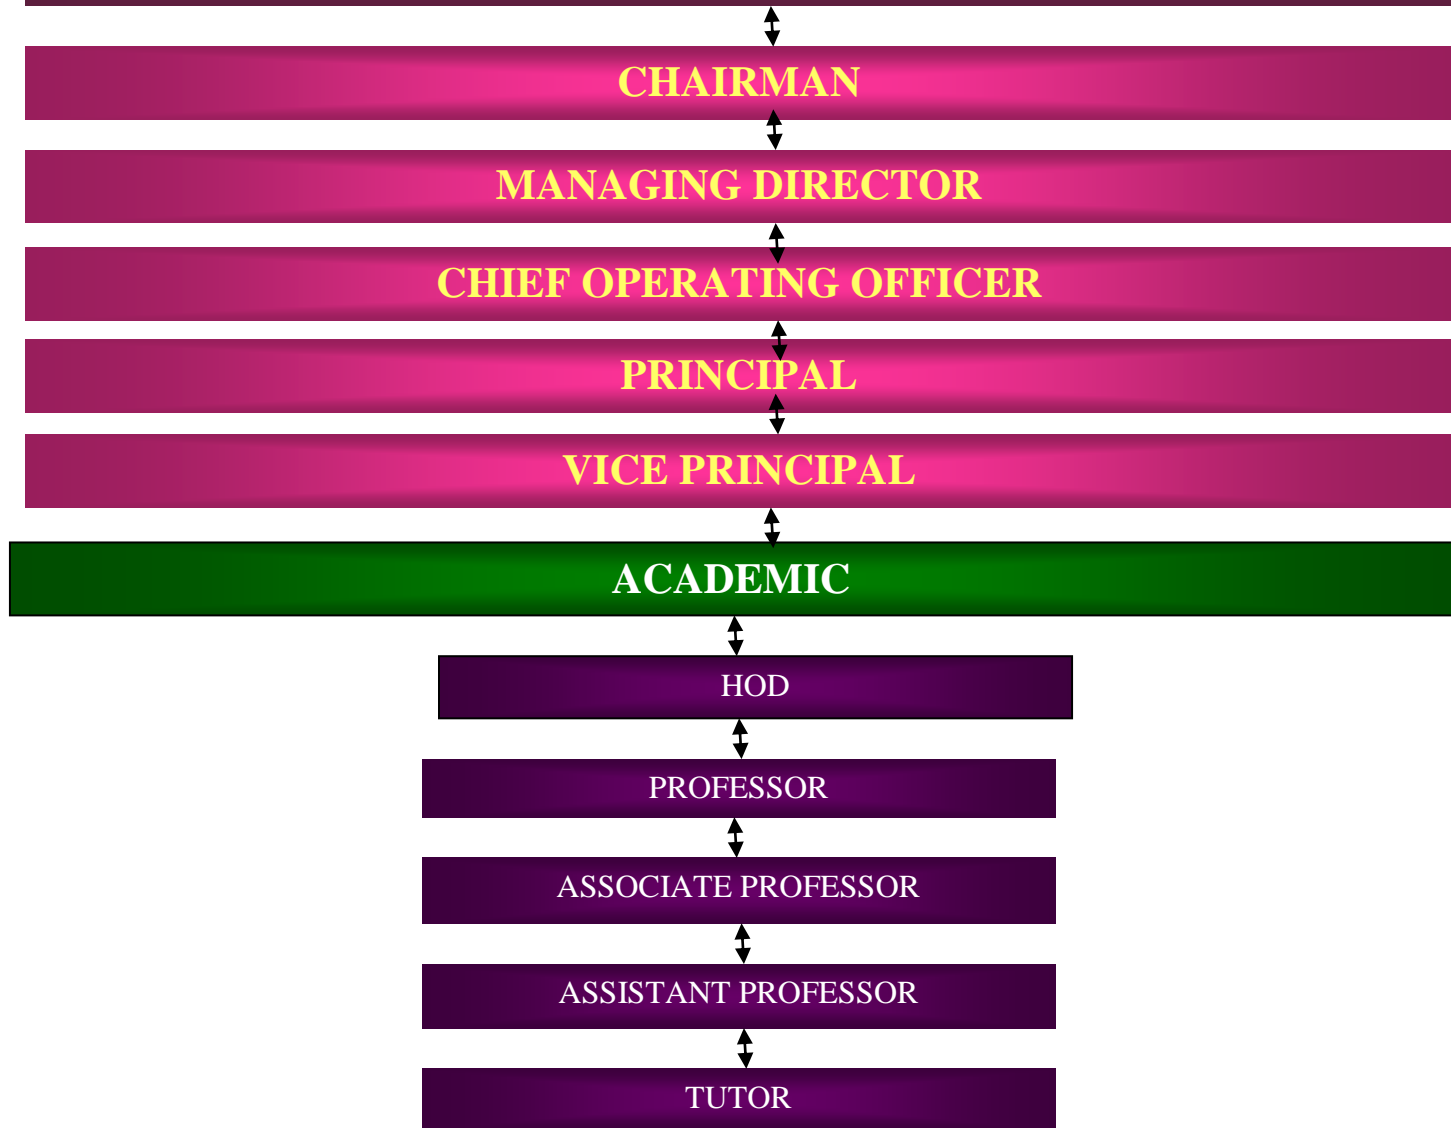 CHAIRMAN
MANAGING DIRECTOR
CHIEF OPERATING OFFICER
PRINCIPAL
VICE PRINCIPAL
ACADEMIC
HOD
PROFESSOR
ASSOCIATE PROFESSOR
ASSISTANT PROFESSOR
TUTOR